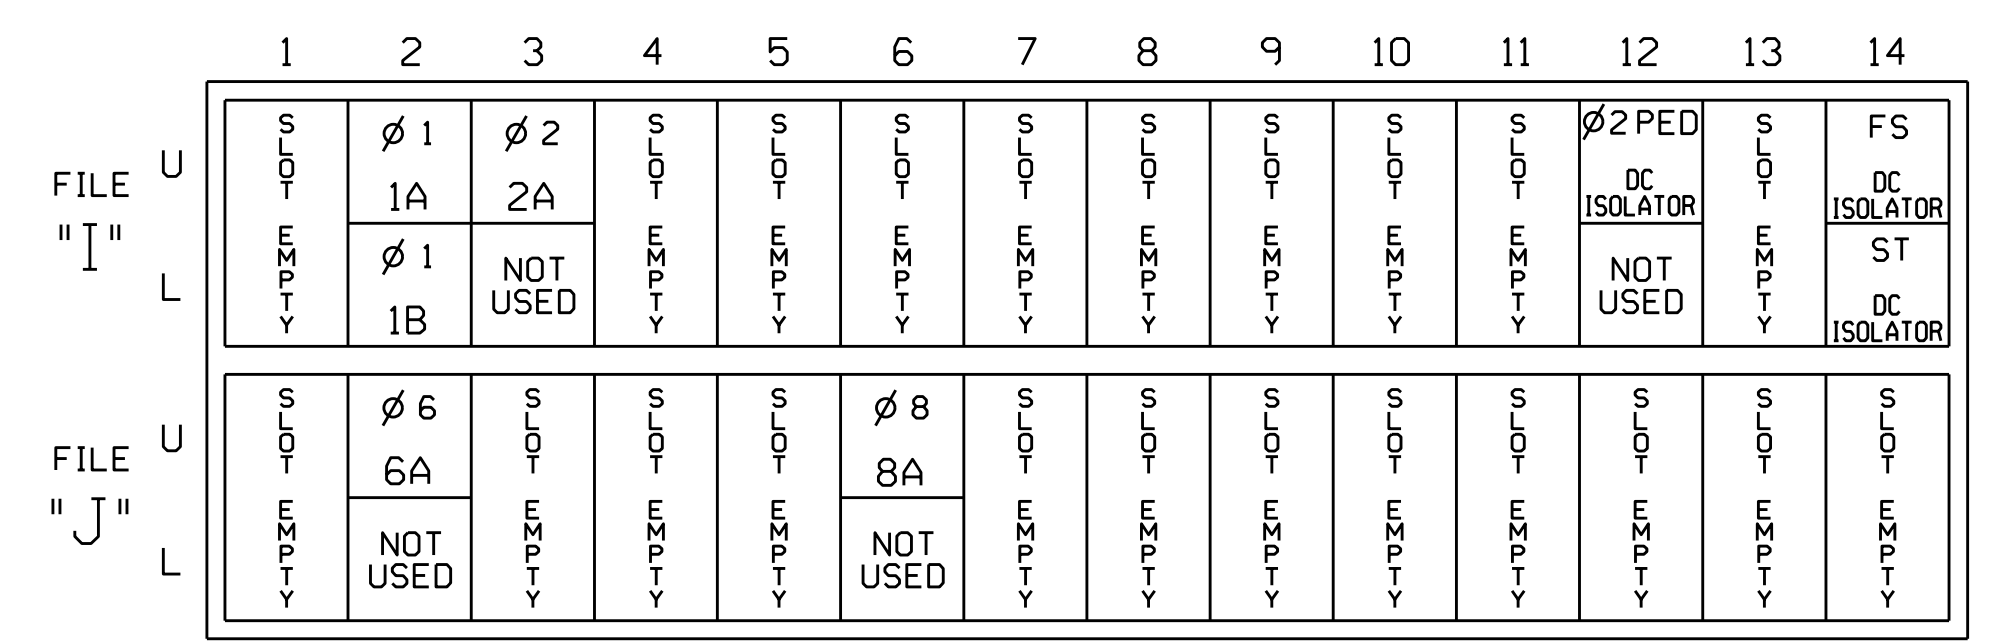 1 2 3 4 5 6 7 8 9 10 11 12 13 14
FILE
"I"
U
L
SLOT EMPTY
Ø 1
1A
Ø 1
1B
Ø 2
2A
NOT
USED
SLOT EMPTY
SLOT EMPTY
SLOT EMPTY
SLOT EMPTY
SLOT EMPTY
SLOT EMPTY
SLOT EMPTY
SLOT EMPTY
Ø2 PED
DC
ISOLATOR
NOT
USED
SLOT EMPTY
FS
DC
ISOLATOR
ST
DC
ISOLATOR
FILE
"J"
U
L
SLOT EMPTY
Ø 6
6A
NOT
USED
SLOT EMPTY
SLOT EMPTY
SLOT EMPTY
Ø 8
8A
NOT
USED
SLOT EMPTY
SLOT EMPTY
SLOT EMPTY
SLOT EMPTY
SLOT EMPTY
SLOT EMPTY
SLOT EMPTY
SLOT EMPTY